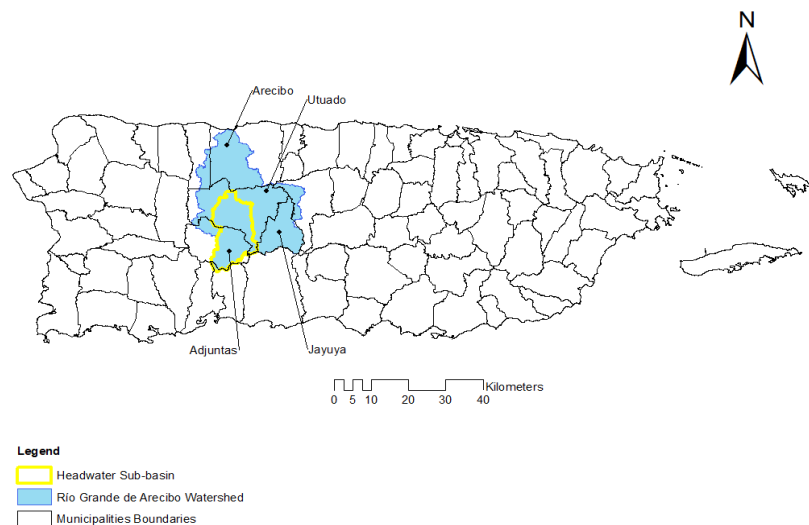 N
Arecibo
Utuado
Adjuntas
Jayuya
Kilometers
0 5 10 20 30 40
Legend
Headwater Sub-basin
Río Grande de Arecibo Watershed
Municipalities Boundaries